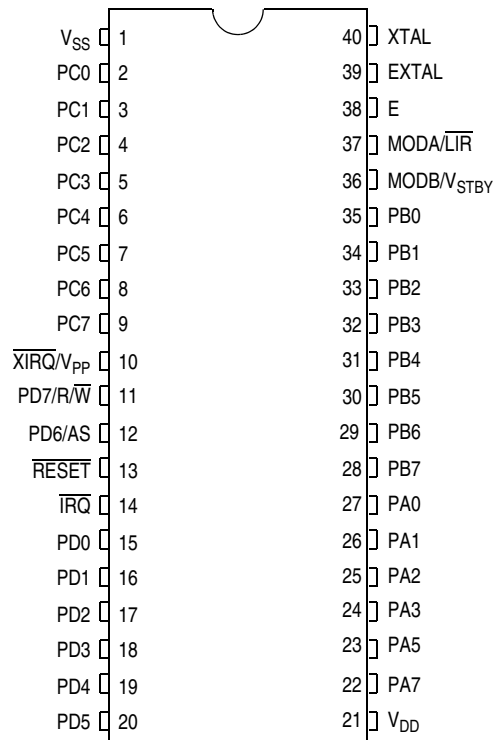 VSS 1 40 XTAL
PC0 2 39 EXTAL
PC1 3 38 E
PC2 4 37 MODA/LIR
PC3 5 36 MODB/VSTBY
PC4 6 35 PB0
PC5 7 34 PB1
PC6 8 33 PB2
PC7 9 32 PB3
XIRQ/VPP 10 31 PB4
PD7/R/W 11 30 PB5
PD6/AS 12 29 PB6
RESET 13 28 PB7
IRQ 14 27 PA0
PD0 15 26 PA1
PD1 16 25 PA2
PD2 17 24 PA3
PD3 18 23 PA5
PD4 19 22 PA7
PD5 20 21 VDD